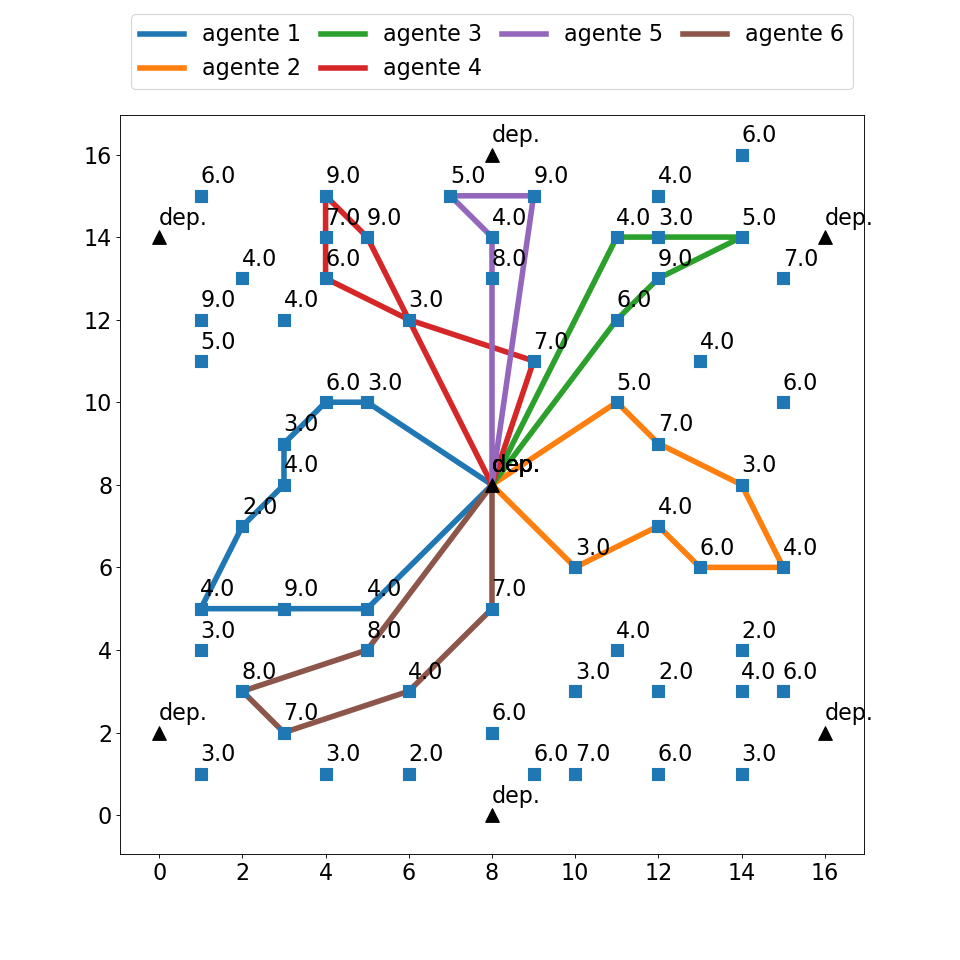 agente 1 agente 3 agente 5 agente 6
agente 2 agente 4
dep. 6.0
16
6.0 9.0 5.0 9.0 4.0
dep. 7.0 9.0 4.0 4.0 3.0 5.0 dep.
14
4.0 6.0 8.0 9.0 7.0
9.0 4.0 3.0 6.0
12
5.0 7.0 4.0
6.0 3.0 5.0 6.0
10
3.0 7.0
4.0 dep. 3.0
8
2.0 4.0
3.0 6.0 4.0
6
4.0 9.0 4.0 7.0
3.0 8.0 4.0 2.0
4
8.0 4.0 3.0 2.0 4.0 6.0
dep. 7.0 6.0 dep.
2
3.0 3.0 2.0 6.0 7.0 6.0 3.0
dep.
0
0 2 4 6 8 10 12 14 16